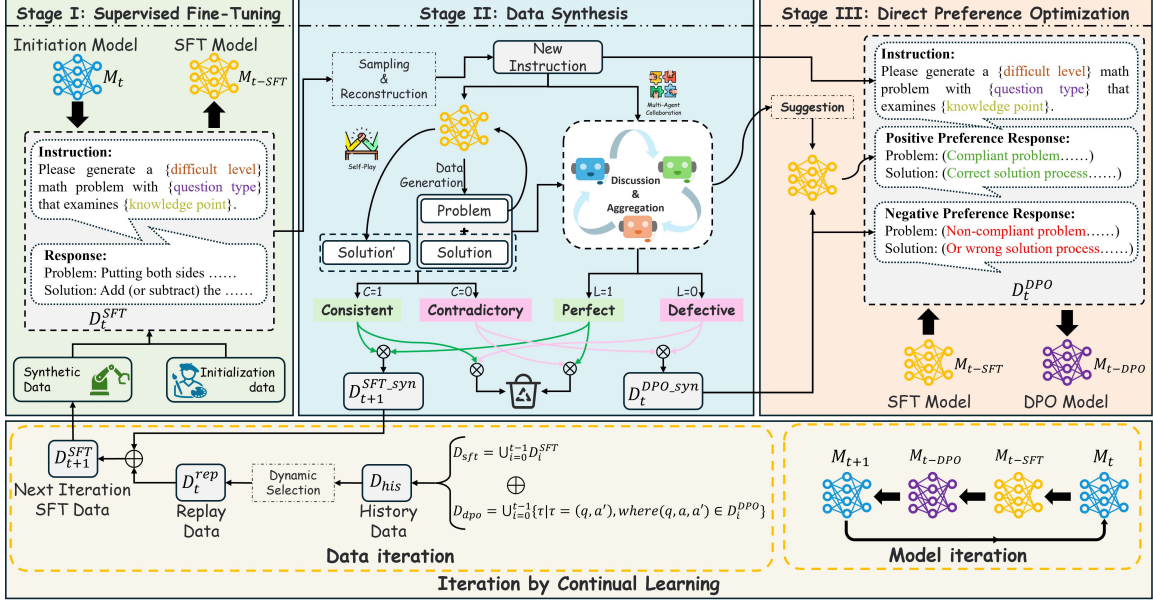 Stage I: Supervised Fine-Tuning
Initiation Model
SFT Model
M_t
M_{t-SFT}
Instruction:
Please generate a {difficult level}
math problem with {question type}
that examines {knowledge point}.
Response:
Problem: Putting both sides ……
Solution: Add (or subtract) the ……
D_t^{SFT}
Synthetic
Data
Initialization
data
Stage II: Data Synthesis
Sampling
&
Reconstruction
New
Instruction
Multi-Agent
Collaboration
Self-Play
Data
Generation
Problem
+
Solution'
Solution
Discussion
&
Aggregation
C=1
C=0
L=1
L=0
Consistent
Contradictory
Perfect
Defective
D_{t+1}^{SFT_syn}
D_t^{DPO_syn}
Stage III: Direct Preference Optimization
Suggestion
Instruction:
Please generate a {difficult level} math
problem with {question type} that
examines {knowledge point}.
Positive Preference Response:
Problem: (Compliant problem……)
Solution: (Correct solution process……)
Negative Preference Response:
Problem: (Non-compliant problem……)
Solution: (Or wrong solution process……)
D_t^{DPO}
M_{t-SFT}
M_{t-DPO}
SFT Model
DPO Model
D_{t+1}^{SFT}
Next Iteration
SFT Data
D_t^{rep}
Replay
Data
Dynamic
Selection
D_{his}
History
Data
D_{sft} = ∪_{i=0}^{t-1} D_i^{SFT}
⊕
D_{dpo} = ∪_{i=0}^{t-1}{τ|τ = (q, a'), where(q, a, a') ∈ D_i^{DPO}}
Data iteration
M_{t+1}
M_{t-DPO}
M_{t-SFT}
M_t
Model iteration
Iteration by Continual Learning